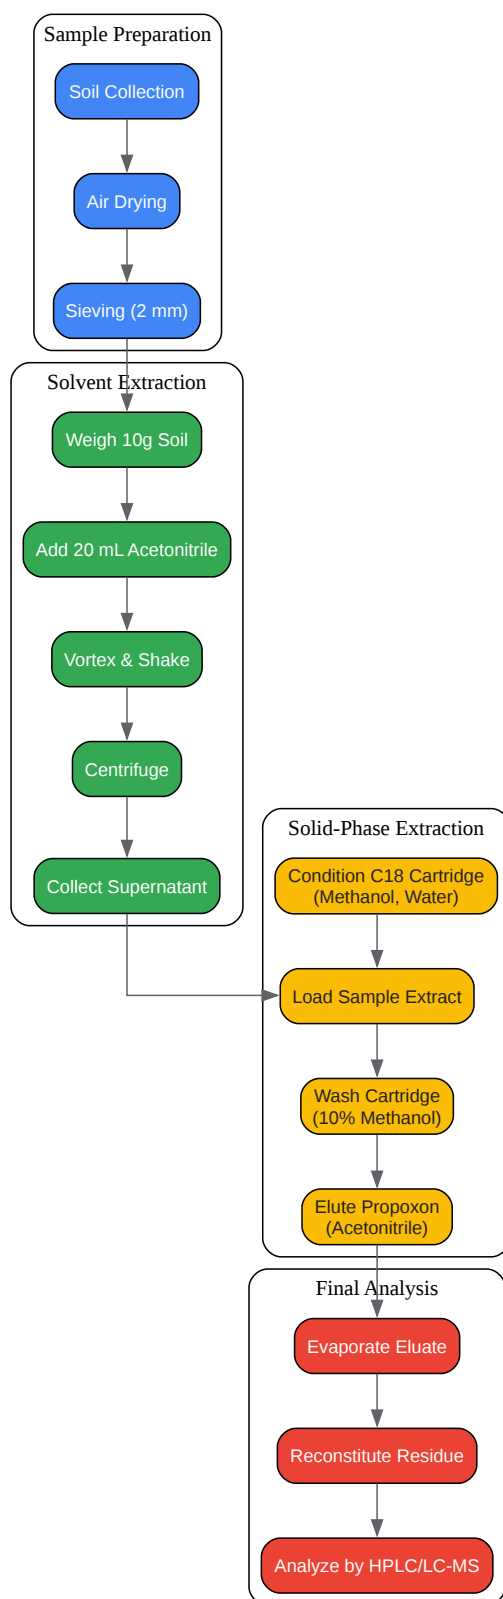 Sample Preparation
Soil Collection
Air Drying
Sieving (2 mm)
Solvent Extraction
Weigh 10g Soil
Add 20 mL Acetonitrile
Vortex & Shake
Centrifuge
Collect Supernatant
Solid-Phase Extraction
Condition C18 Cartridge
(Methanol, Water)
Load Sample Extract
Wash Cartridge
(10% Methanol)
Elute Propoxon
(Acetonitrile)
Final Analysis
Evaporate Eluate
Reconstitute Residue
Analyze by HPLC/LC-MS